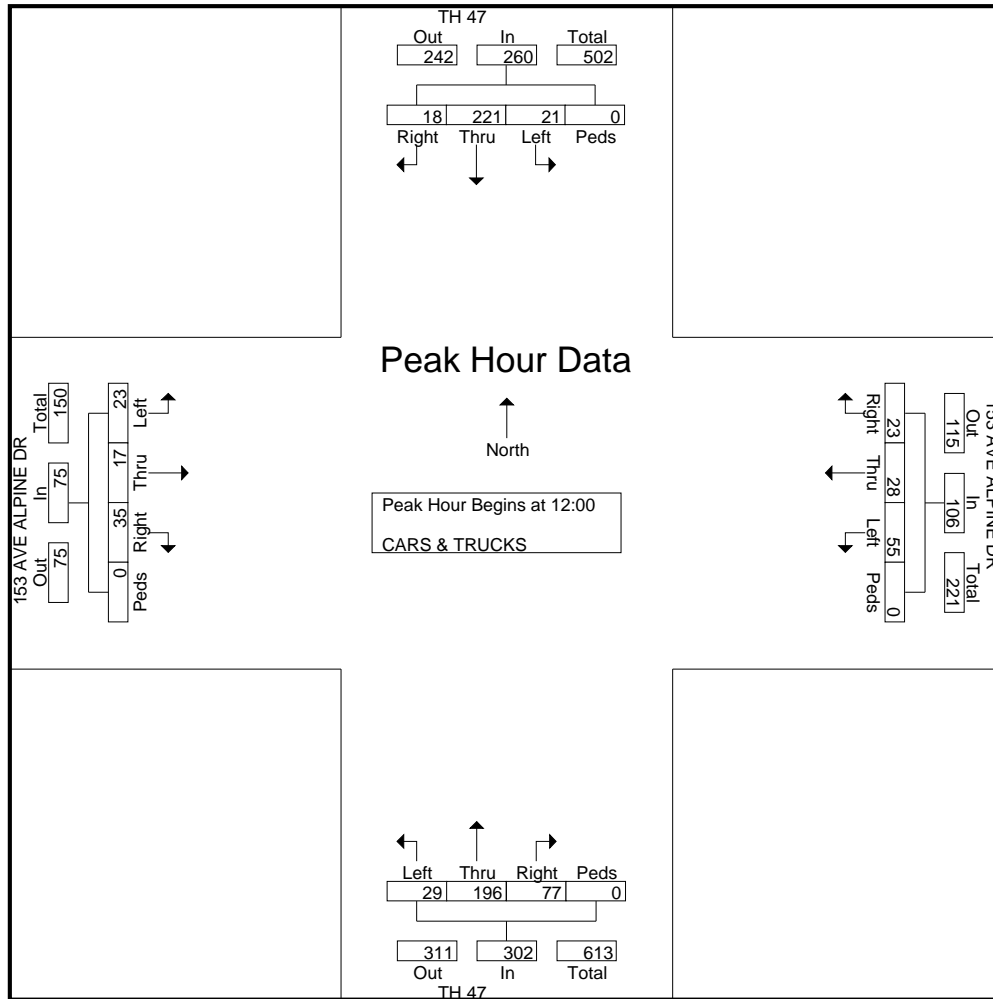 TH 47
Out In Total
242 260 502
18 221 21 0
Right Thru Left Peds
Peak Hour Data
North
Peak Hour Begins at 12:00
CARS & TRUCKS
153 AVE ALPINE DR
Out In Total
75 75 150
0 35 17 23
Peds Right Thru Left
153 AVE ALPINE DR
Out In Total
115 106 221
23 28 55 0
Right Thru Left Peds
Left Thru Right Peds
29 196 77 0
311 302 613
Out In Total
TH 47